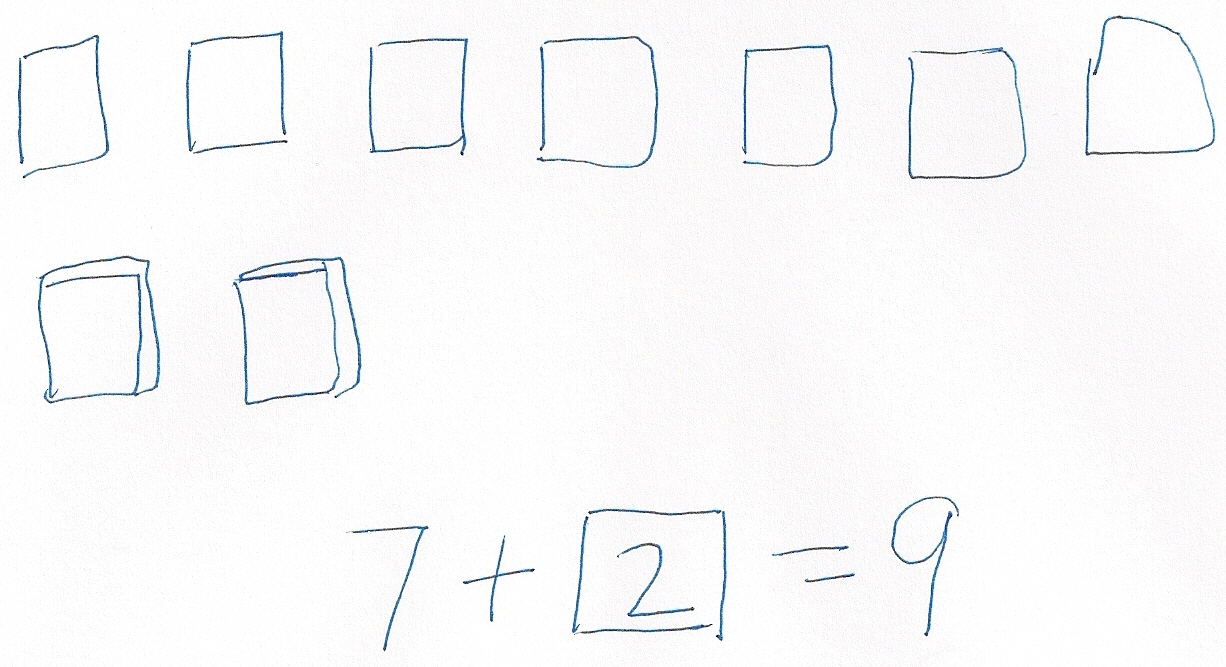 7 + 2 = 9